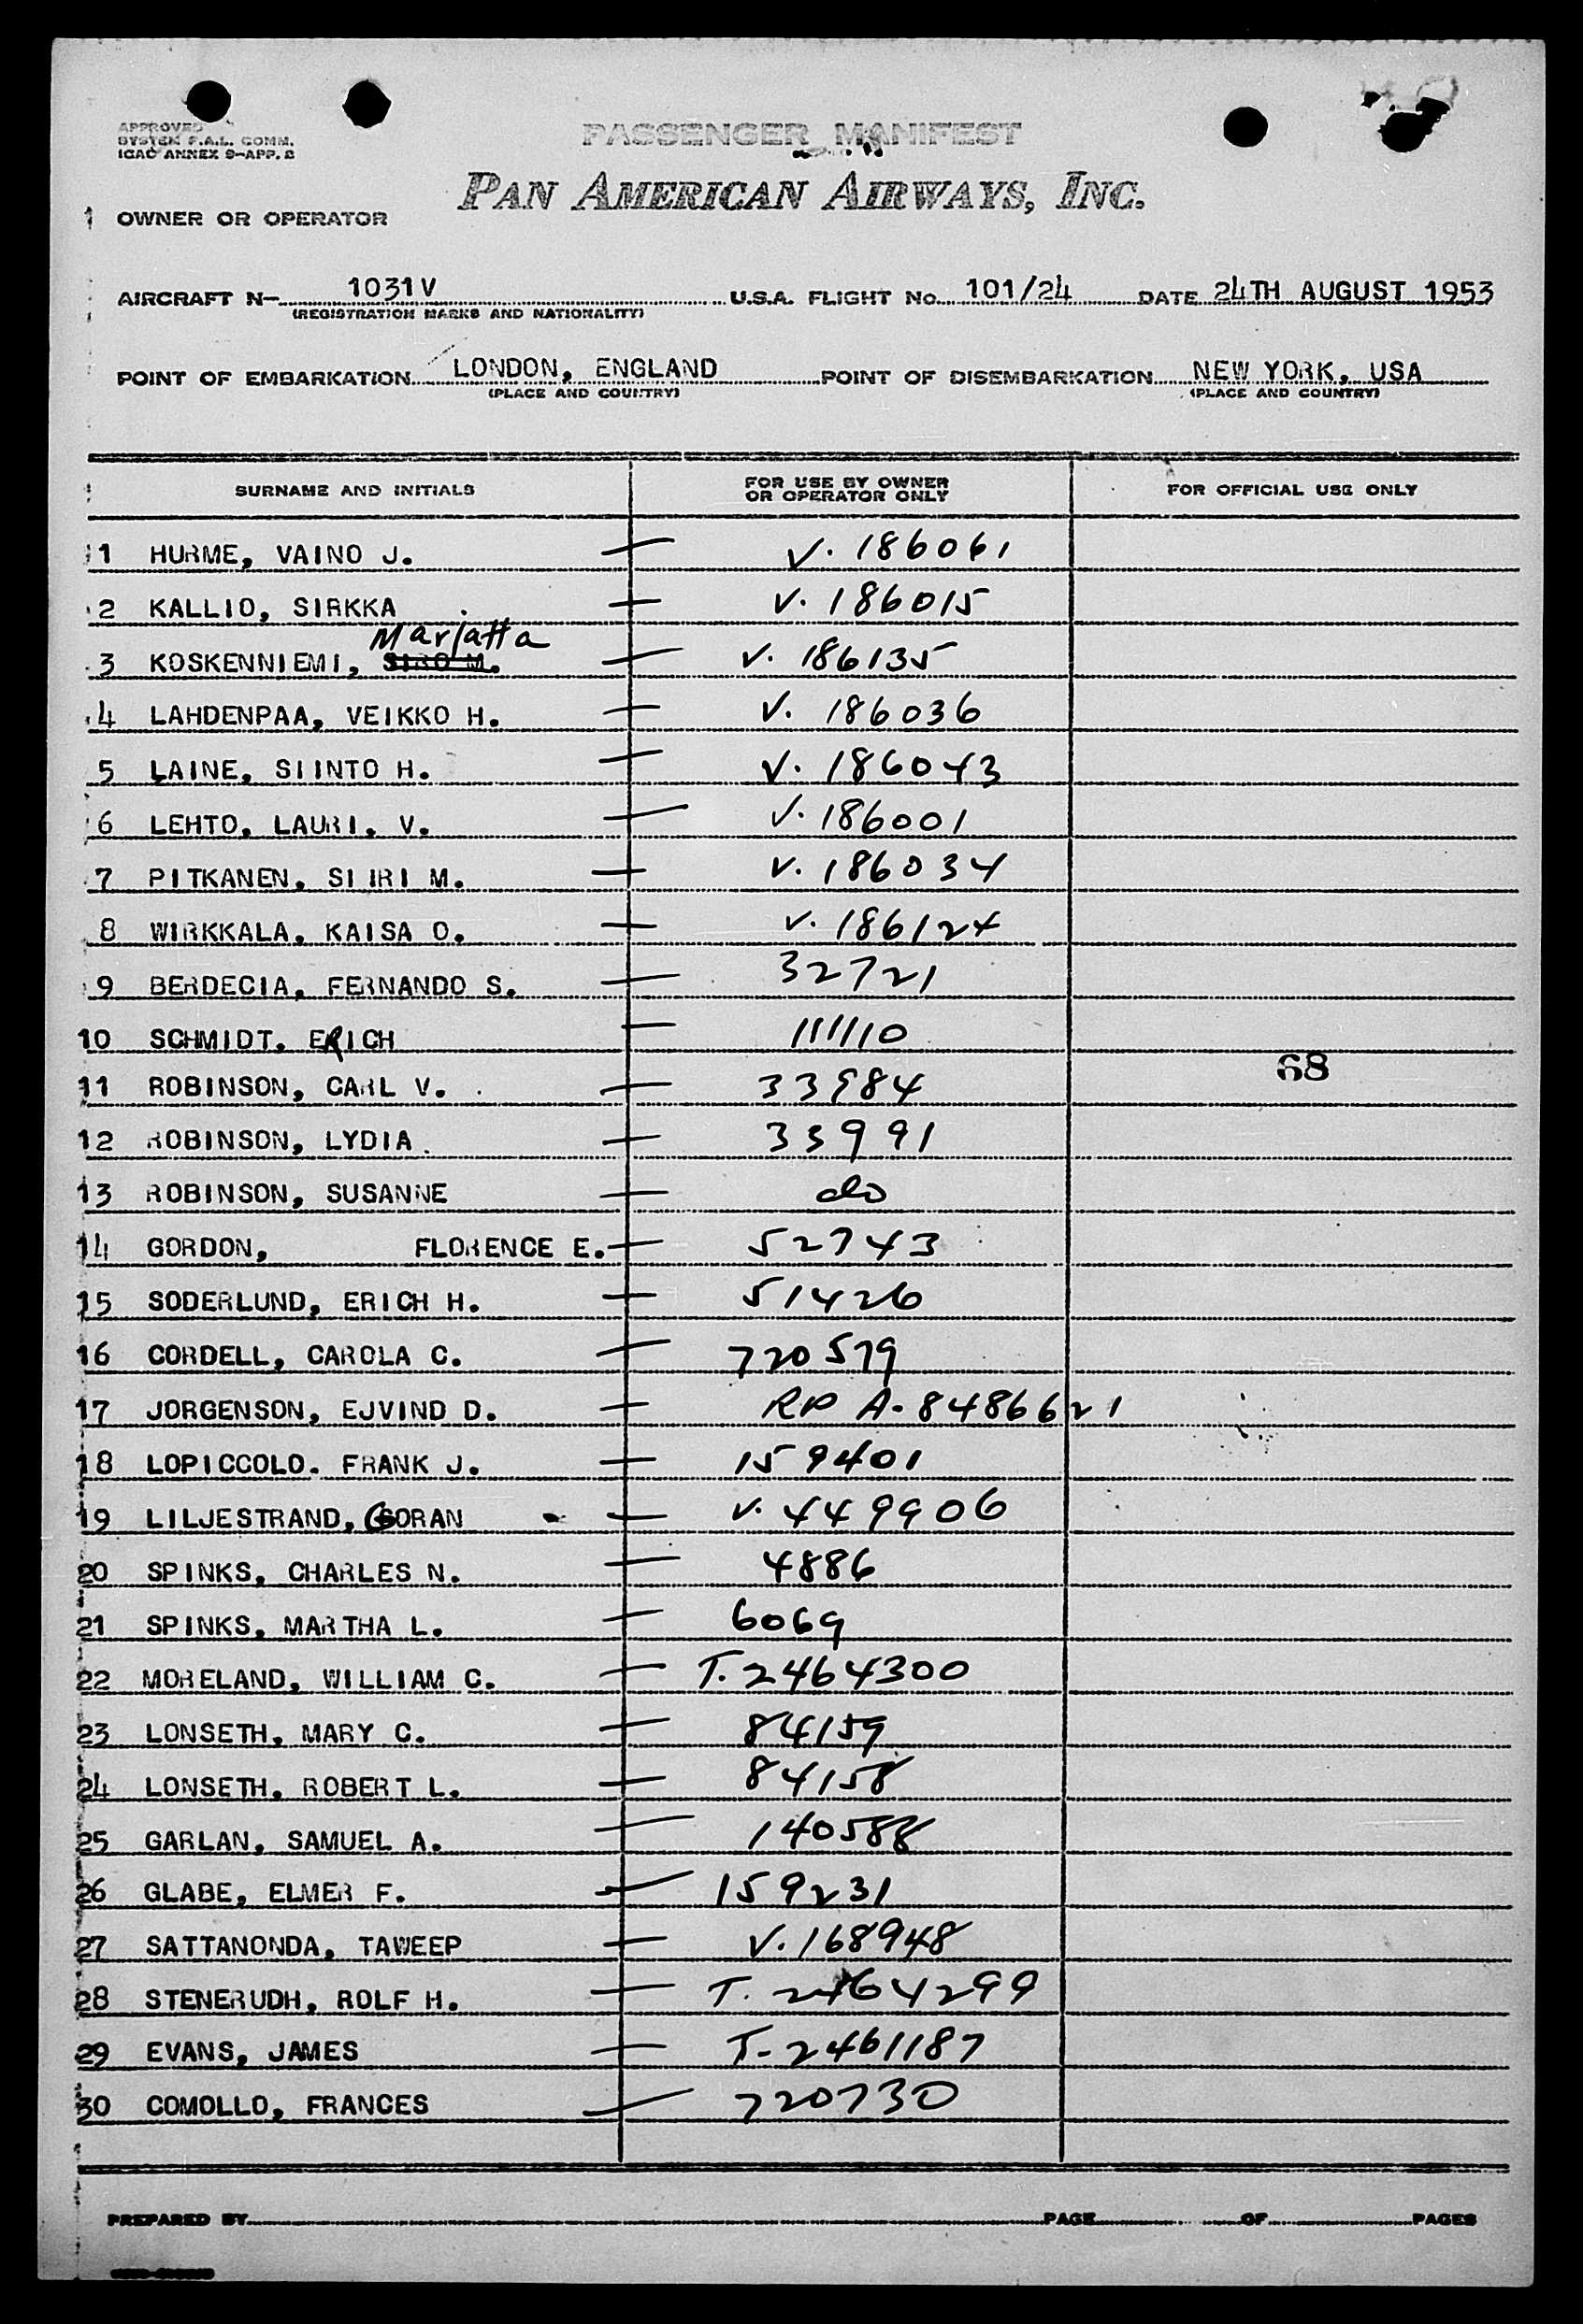 APPROVED
SYSTEM F.A.L. COMM.
ICAO ANNEX 9-APP. 2
PASSENGER MANIFEST
PAN AMERICAN AIRWAYS, INC.
OWNER OR OPERATOR
AIRCRAFT N- 1031V U.S.A. FLIGHT No. 101/24 DATE 24TH AUGUST 1953
(REGISTRATION MARKS AND NATIONALITY)
POINT OF EMBARKATION LONDON, ENGLAND POINT OF DISEMBARKATION NEW YORK, USA
(PLACE AND COUNTRY) (PLACE AND COUNTRY)
SURNAME AND INITIALS FOR USE BY OWNER OR OPERATOR ONLY FOR OFFICIAL USE ONLY
1 HURME, VAINO J. — V. 186061
2 KALLIO, SIRKKA — V. 186015
Marjatta
3 KOSKENNIEMI, — V. 186135
4 LAHDENPAA, VEIKKO H. — V. 186036
5 LAINE, SIINTO H. — V. 186043
6 LEHTO, LAURI. V. — V. 186001
7 PITKANEN, SIIRI M. — V. 186034
8 WIRKKALA, KAISA O. — V. 186124
9 BERDECIA, FERNANDO S. — 32721
10 SCHMIDT. ERICH — 111110
68
11 ROBINSON, CARL V. — 33984
12 ROBINSON, LYDIA — 33991
13 ROBINSON, SUSANNE — do
14 GORDON, FLORENCE E. — 52743
15 SODERLUND, ERICH H. — 51426
16 CORDELL, CAROLA C. — 720579
17 JORGENSON, EJVIND D. — RP A-8486621
18 LOPICCOLO. FRANK J. — 159401
19 LILJESTRAND, GORAN — V. 449906
20 SPINKS, CHARLES N. — 4886
21 SPINKS, MARTHA L. — 6069
22 MORELAND, WILLIAM C. — T. 2464300
23 LONSETH, MARY C. — 84159
24 LONSETH, ROBERT L. — 84158
25 GARLAN, SAMUEL A. — 140588
26 GLABE, ELMER F. — 159231
27 SATTANONDA, TAWEEP — V. 168948
28 STENERUDH, ROLF H. — T. 2464299
29 EVANS, JAMES — T-2461187
30 COMOLLO, FRANCES — 720730
PREPARED BY PAGE OF PAGES